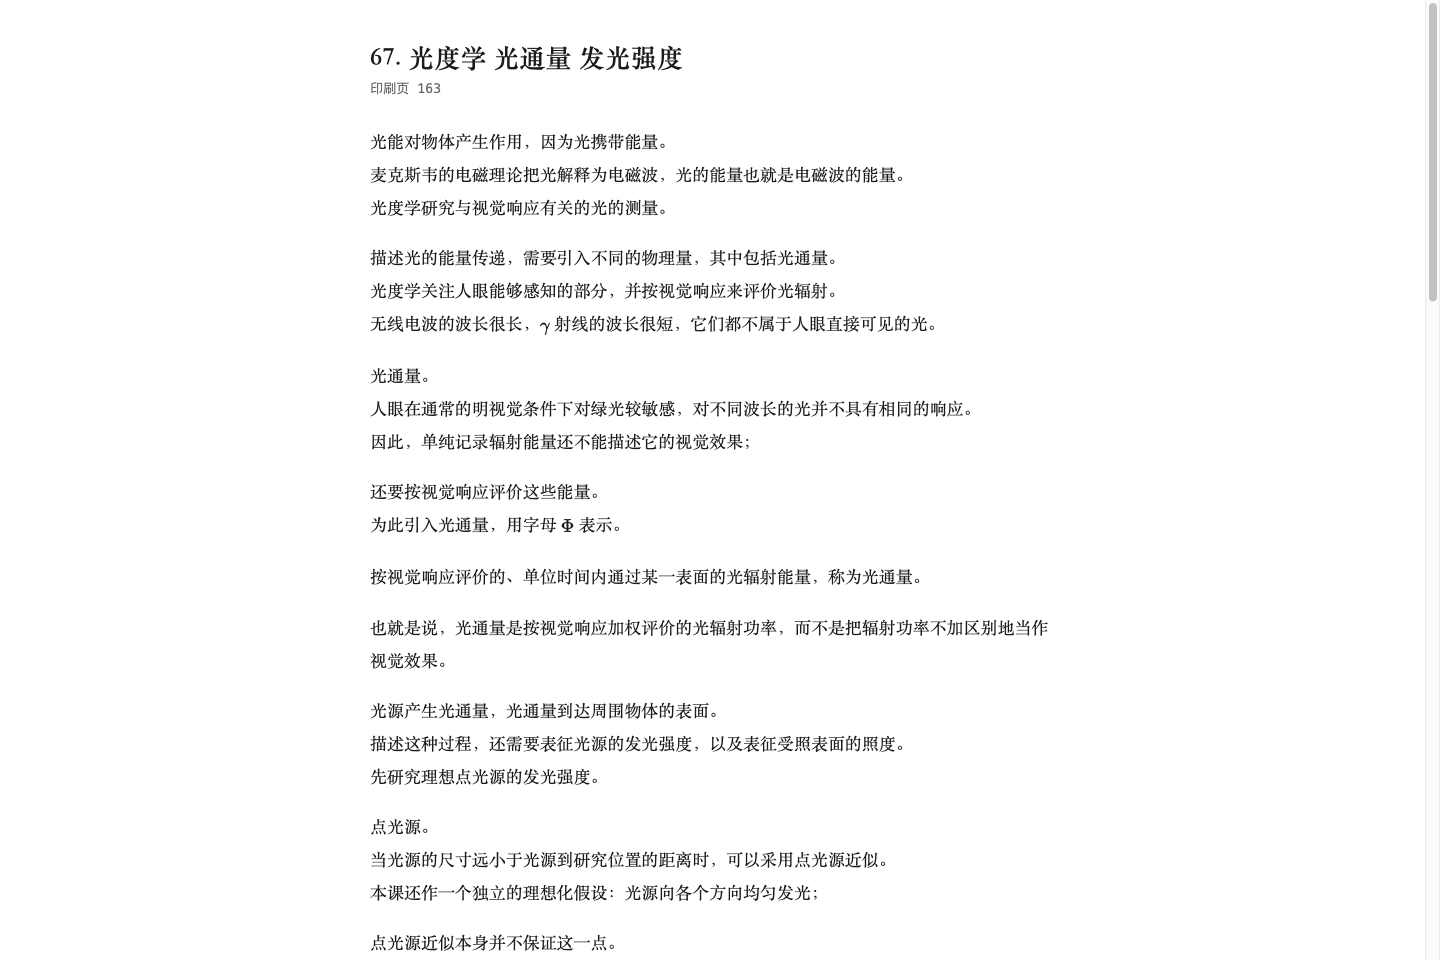 67. 光度学 光通量 发光强度
印刷页 163
光能对物体产生作用，因为光携带能量。
麦克斯韦的电磁理论把光解释为电磁波，光的能量也就是电磁波的能量。
光度学研究与视觉响应有关的光的测量。
描述光的能量传递，需要引入不同的物理量，其中包括光通量。
光度学关注人眼能够感知的部分，并按视觉响应来评价光辐射。
无线电波的波长很长，γ 射线的波长很短，它们都不属于人眼直接可见的光。
光通量。
人眼在通常的明视觉条件下对绿光较敏感，对不同波长的光并不具有相同的响应。
因此，单纯记录辐射能量还不能描述它的视觉效果；
还要按视觉响应评价这些能量。
为此引入光通量，用字母 Φ 表示。
按视觉响应评价的、单位时间内通过某一表面的光辐射能量，称为光通量。
也就是说，光通量是按视觉响应加权评价的光辐射功率，而不是把辐射功率不加区别地当作
视觉效果。
光源产生光通量，光通量到达周围物体的表面。
描述这种过程，还需要表征光源的发光强度，以及表征受照表面的照度。
先研究理想点光源的发光强度。
点光源。
当光源的尺寸远小于光源到研究位置的距离时，可以采用点光源近似。
本课还作一个独立的理想化假设：光源向各个方向均匀发光；
点光源近似本身并不保证这一点。